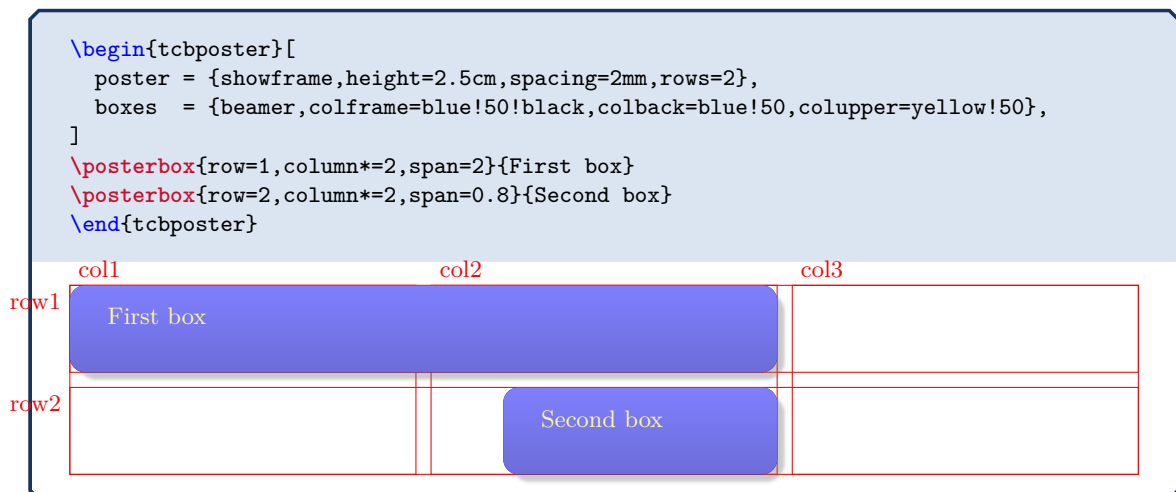 \begin{tcbposter}[
  poster = {showframe,height=2.5cm,spacing=2mm,rows=2},
  boxes  = {beamer,colframe=blue!50!black,colback=blue!50,colupper=yellow!50},
]
\posterbox{row=1,column*=2,span=2}{First box}
\posterbox{row=2,column*=2,span=0.8}{Second box}
\end{tcbposter}
col1 col2 col3
row1 First box
row2 Second box